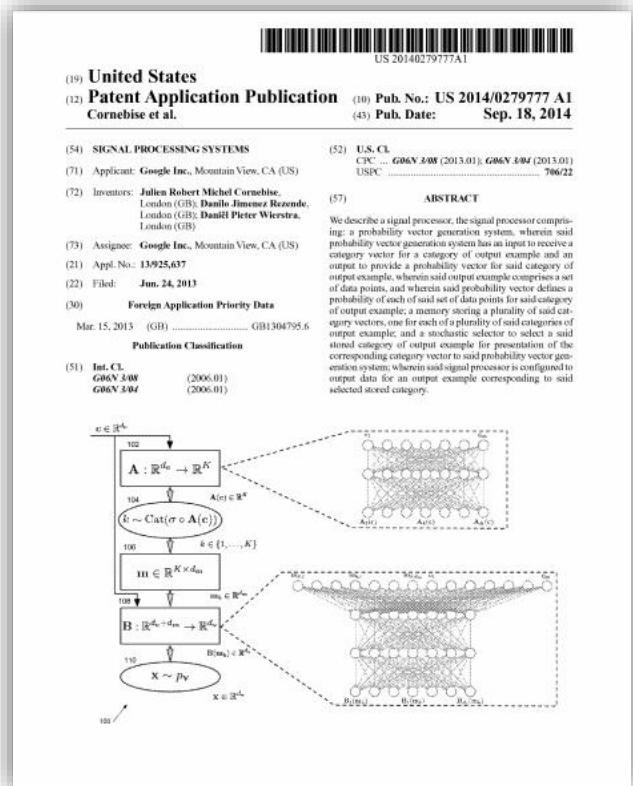 US 20140279777A1
(19) United States
(12) Patent Application Publication
Cornebise et al.
(10) Pub. No.: US 2014/0279777 A1
(43) Pub. Date: Sep. 18, 2014
(54) SIGNAL PROCESSING SYSTEMS
(71) Applicant: Google Inc., Mountain View, CA (US)
(72) Inventors: Julien Robert Michel Cornebise,
London (GB); Danilo Jimenez Rezende,
London (GB); Daniël Pieter Wierstra,
London (GB)
(73) Assignee: Google Inc., Mountain View, CA (US)
(21) Appl. No.: 13/925,637
(22) Filed: Jun. 24, 2013
(30) Foreign Application Priority Data
Mar. 15, 2013 (GB) ............................ GB1304795.6
Publication Classification
(51) Int. Cl.
G06N 3/08 (2006.01)
G06N 3/04 (2006.01)
(52) U.S. Cl.
CPC ... G06N 3/08 (2013.01); G06N 3/04 (2013.01)
USPC .................................................. 706/22
(57) ABSTRACT
We describe a signal processor, the signal processor compris-
ing: a probability vector generation system, wherein said
probability vector generation system has an input to receive a
category vector for a category of output example and an
output to provide a probability vector for said category of
output example, wherein said output example comprises a set
of data points, and wherein said probability vector defines a
probability of each of said set of data points for said category
of output example; a memory storing a plurality of said cat-
egory vectors, one for each of a plurality of said categories of
output example; and a stochastic selector to select a said
stored category of output example for presentation of the
corresponding category vector to said probability vector gen-
eration system; wherein said signal processor is configured to
output data for an output example corresponding to said
selected stored category.
102
A : ℝ^{d_c} → ℝ^K
A(c) ∈ ℝ^K
104
k ~ Cat(σ ∘ A(c))
k ∈ {1, ..., K}
106
m ∈ ℝ^{K×d_m}
m_k ∈ ℝ^{d_m}
108
110
100
A₁(c)